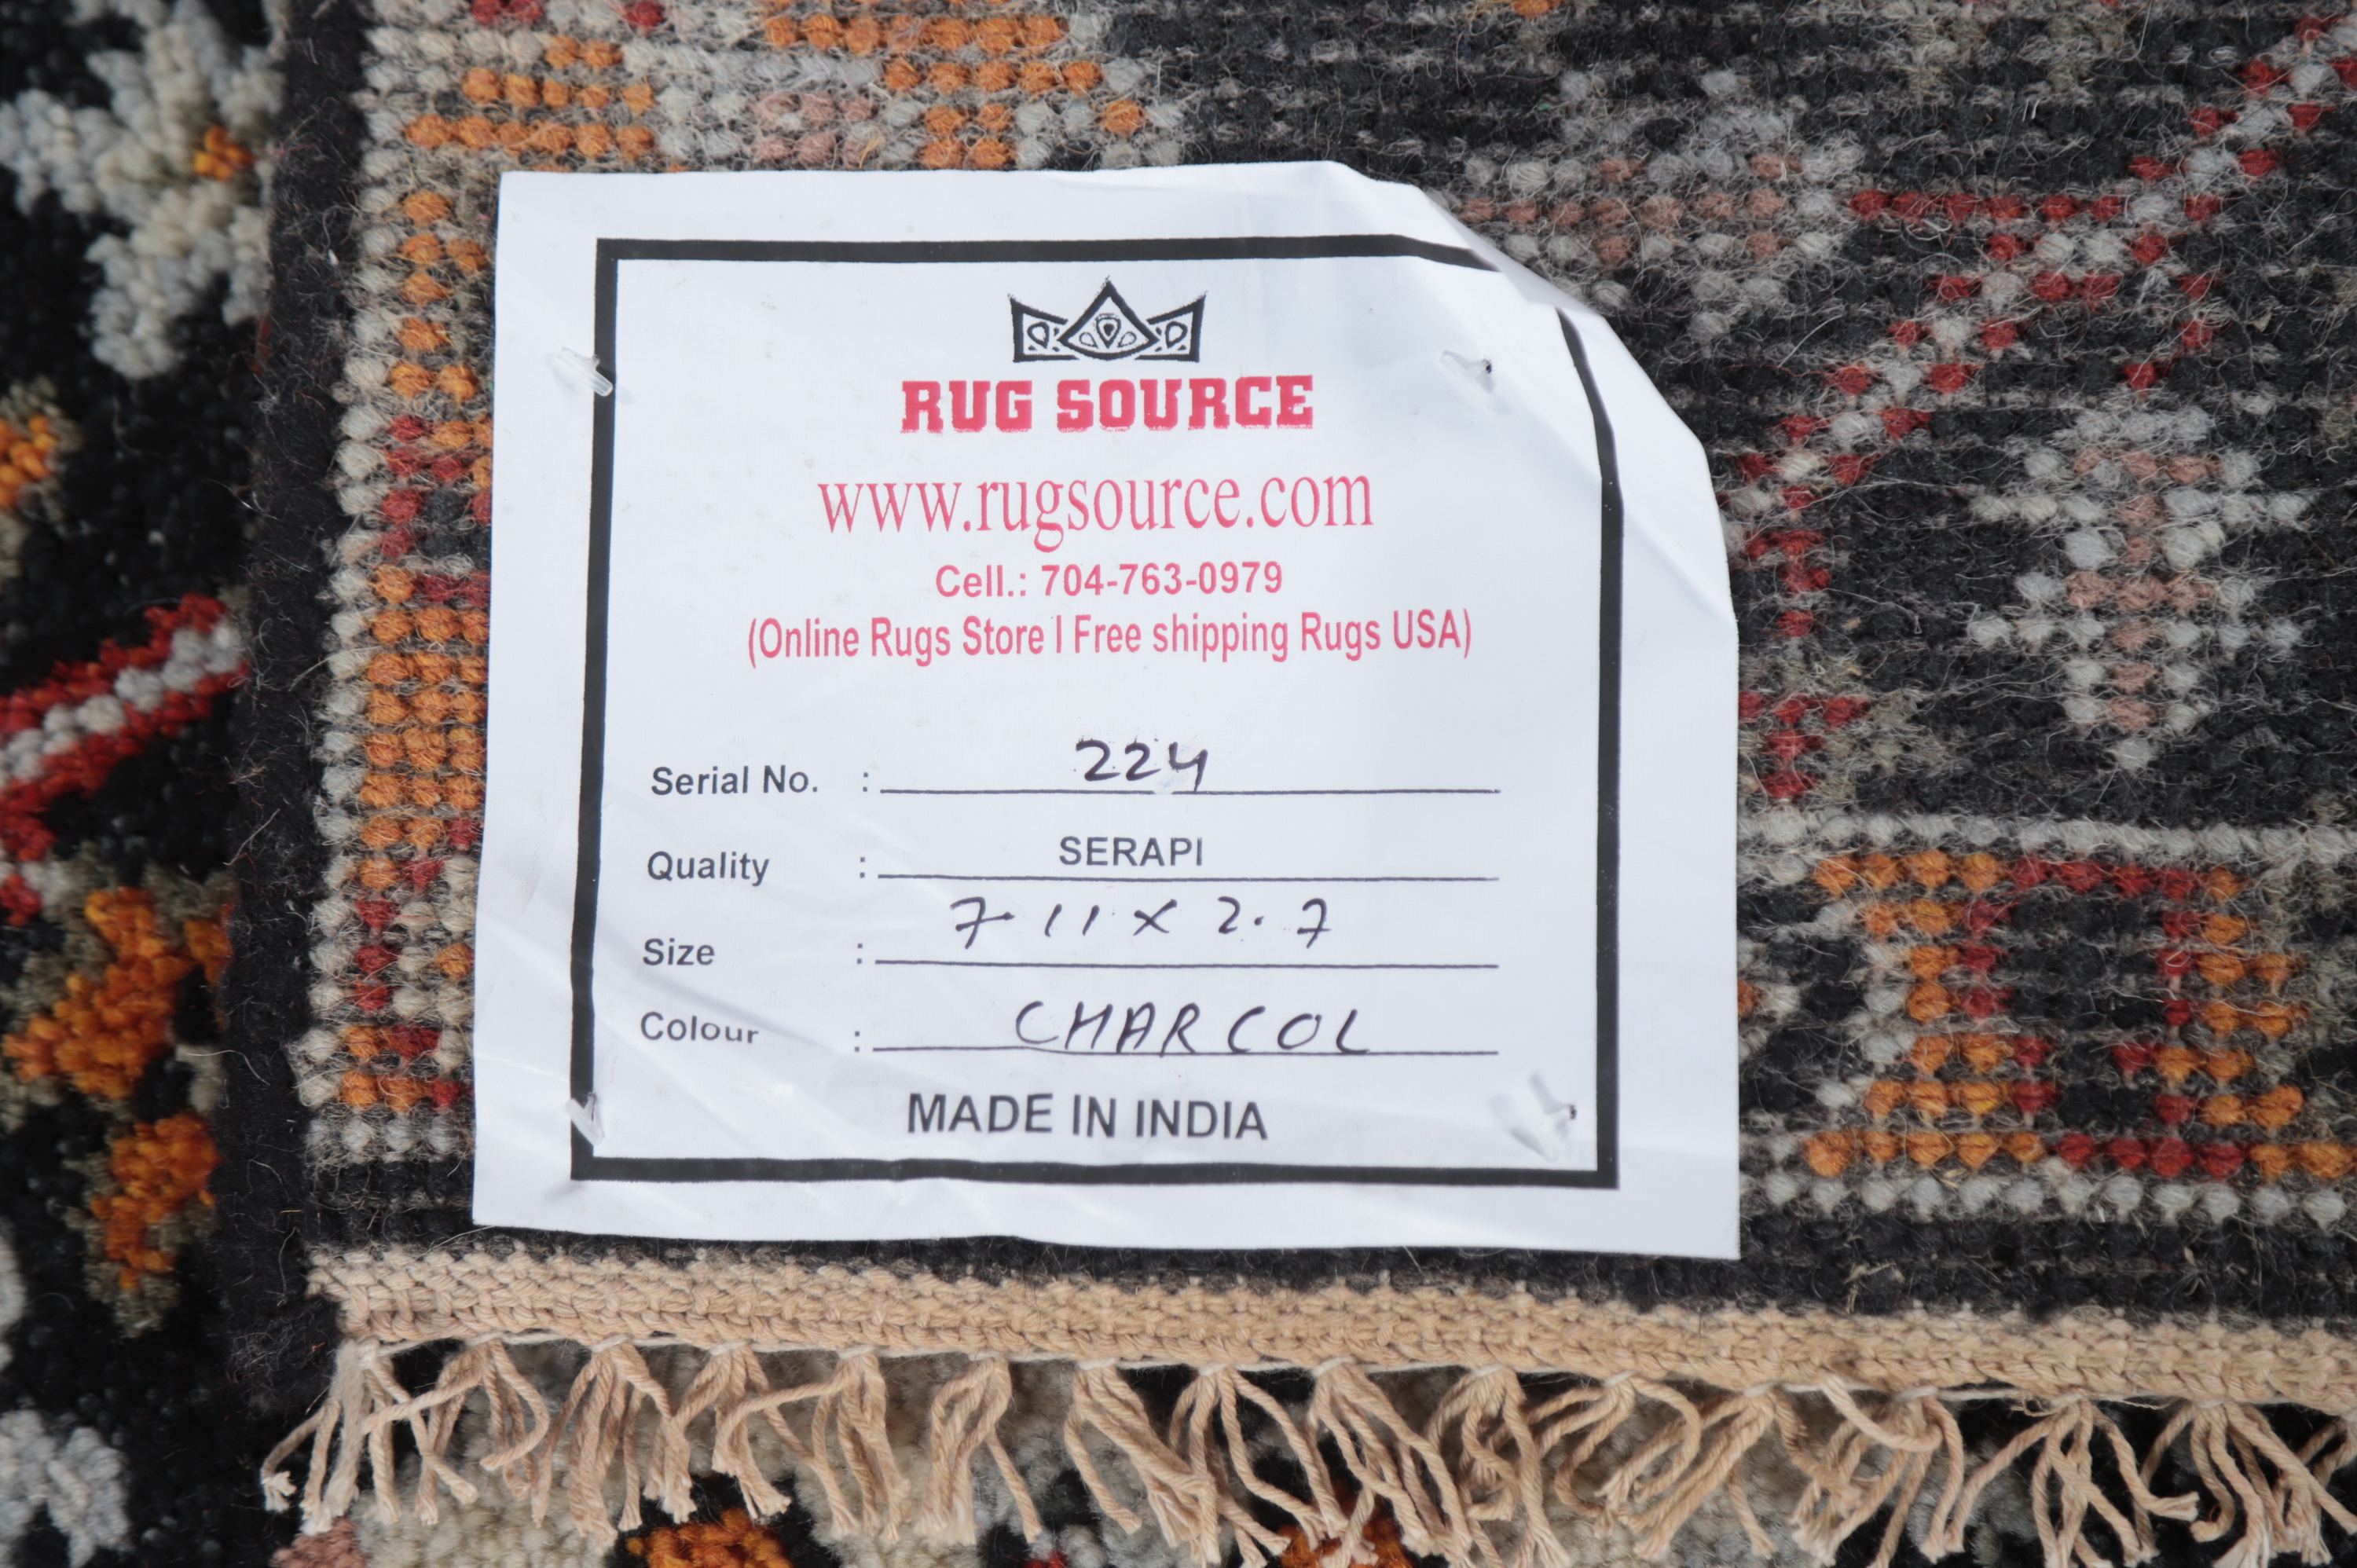 RUG SOURCE
www.rugsource.com
Cell.: 704-763-0979
(Online Rugs Store I Free shipping Rugs USA)
Serial No. : 224
Quality : SERAPI
Size : 7.11 X 2.7
Colour : CHARCOL
MADE IN INDIA